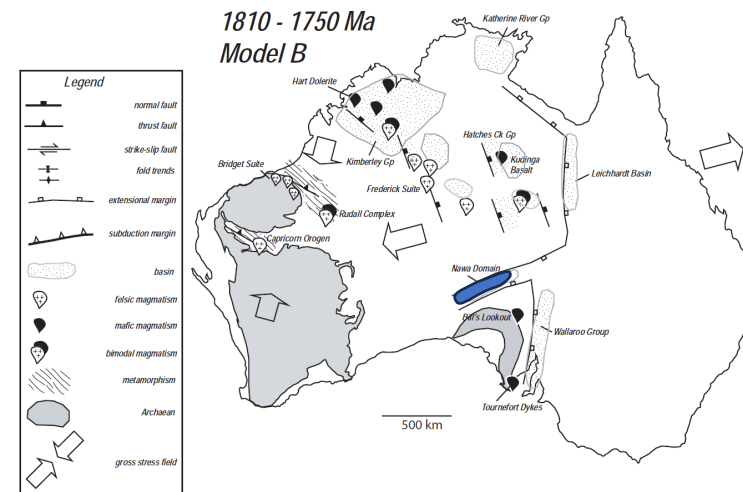 1810 - 1750 Ma
Model B
Katherine River Gp
Hart Dolerite
Hatches Ck Gp
Kudinga
Basalt
Leichhardt Basin
Kimberley Gp
Bridget Suite
Frederick Suite
Rudall Complex
Capricorn Orogen
Nawa Domain
Bill's Lookout
Wallaroo Group
Tournefort Dykes
500 km
Legend
normal fault
thrust fault
strike-slip fault
fold trends
extensional margin
subduction margin
basin
felsic magmatism
mafic magmatism
bimodal magmatism
metamorphism
Archaean
gross stress field